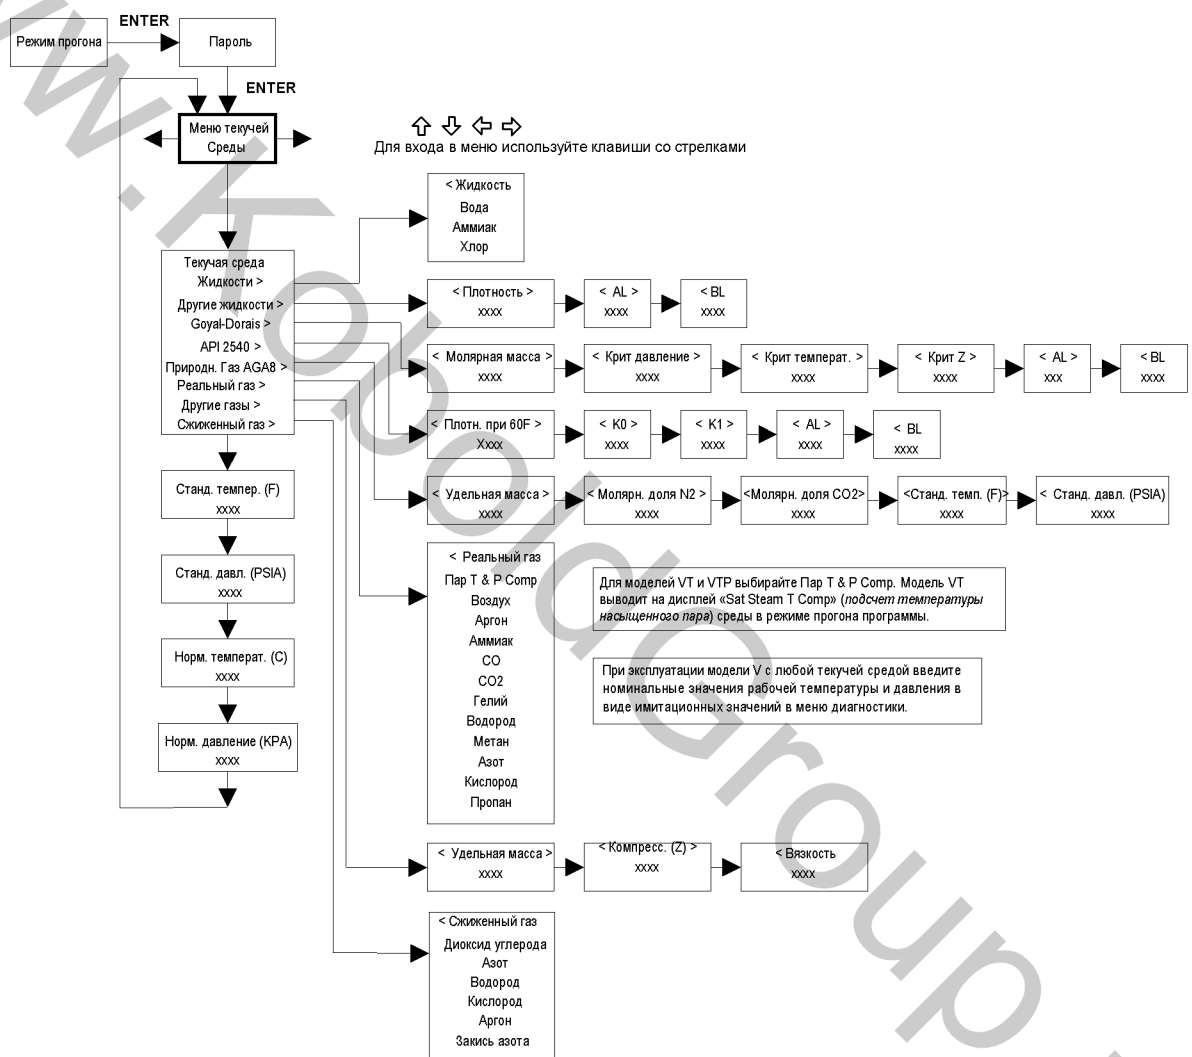 ENTER
Режим прогона
Пароль
ENTER
Меню текучей
Среды
Для входа в меню используйте клавиши со стрелками
< Жидкость
Вода
Аммиак
Хлор
Текучая среда
Жидкости >
Другие жидкости >
Goyal-Dorais >
API 2540 >
Природн. Газ AGA8 >
Реальный газ >
Другие газы >
Сжиженный газ >
< Плотность >
xxxx
< AL >
xxxx
< BL
xxxx
< Молярная масса >
xxxx
< Крит давление >
xxxx
< Крит температ. >
xxxx
< Крит Z >
xxxx
< AL >
xxx
< BL
xxxx
< Плотн. при 60F >
Xxxx
< K0 >
xxxx
< K1 >
xxxx
< AL >
xxxx
< BL
xxxx
< Удельная масса >
xxxx
< Молярн. доля N2 >
xxxx
<Молярн. доля CO2>
xxxx
<Станд. темп. (F)>
xxxx
< Станд. давл. (PSIA)
xxxx
Станд. темпер. (F)
xxxx
Станд. давл. (PSIA)
xxxx
Норм. температ. (C)
xxxx
Норм. давление (KPA)
xxxx
< Реальный газ
Пар T & P Comp
Воздух
Аргон
Аммиак
CO
CO2
Гелий
Водород
Метан
Азот
Кислород
Пропан
Для моделей VT и VTP выбирайте Пар T & P Comp. Модель VT
выводит на дисплей «Sat Steam T Comp» (подсчет температуры
насыщенного пара) среды в режиме прогона программы.
При эксплуатации модели V с любой текучей средой введите
номинальные значения рабочей температуры и давления в
виде имитационных значений в меню диагностики.
< Удельная масса >
xxxx
< Компресс. (Z) >
xxxx
< Вязкость
xxxx
< Сжиженный газ
Диоксид углерода
Азот
Водород
Кислород
Аргон
Закись азота
w.KoboldGroup